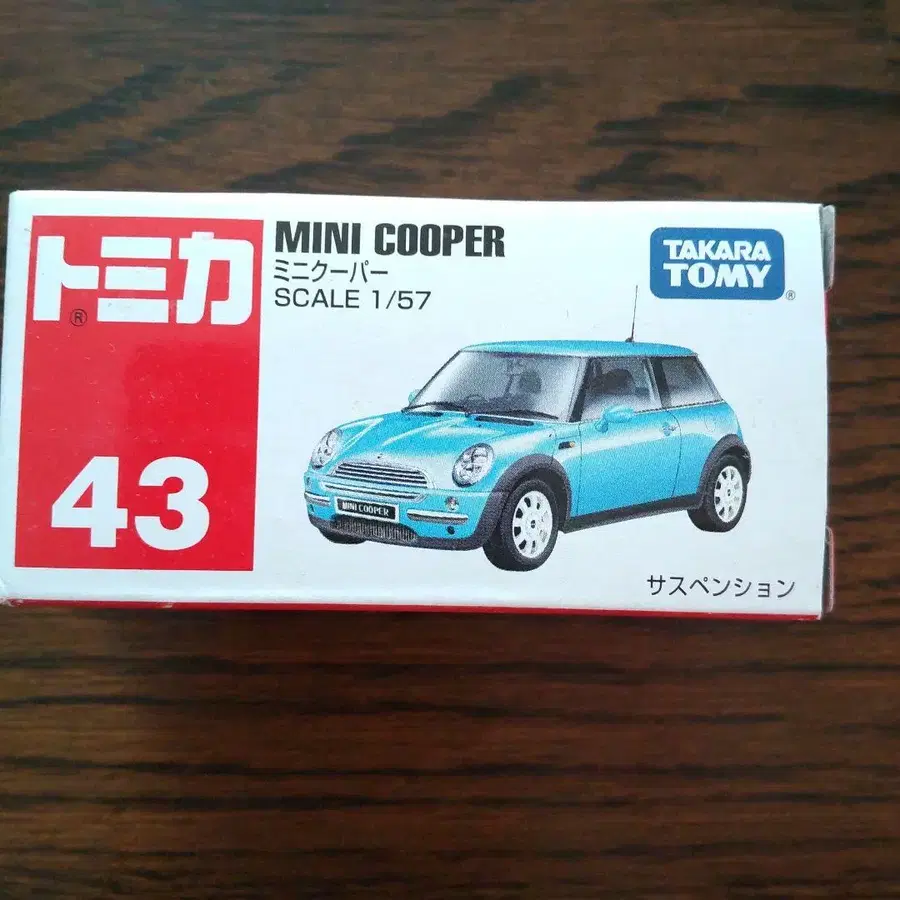 トミカ
®
43
MINI COOPER
ミニクーパー
SCALE 1/57
TAKARA
TOMY
®
MINI COOPER
サスペンション